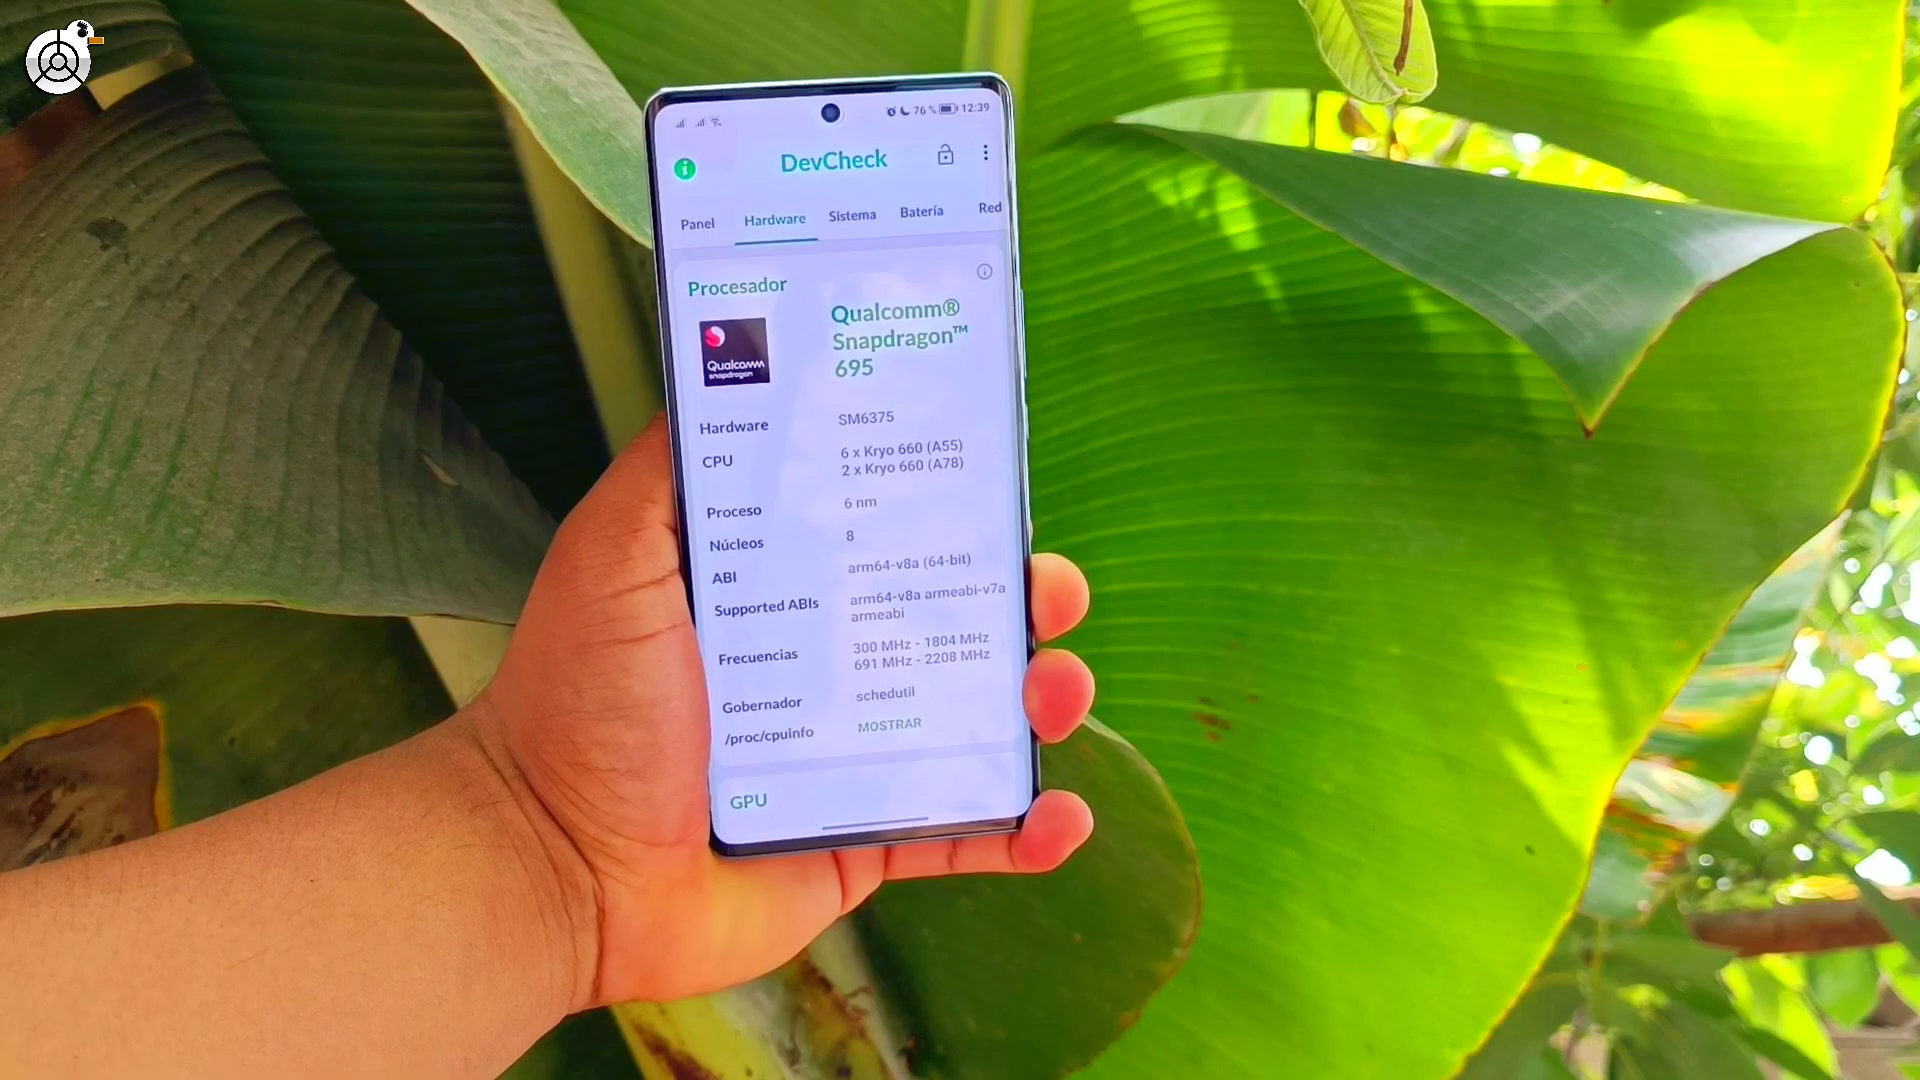 76 % 12:39
DevCheck
Panel Hardware Sistema Batería Red
Procesador
Qualcomm®
Snapdragon™
695
Qualcomm
snapdragon
Hardware SM6375
CPU 6 x Kryo 660 (A55)
2 x Kryo 660 (A78)
Proceso 6 nm
Núcleos 8
ABI arm64-v8a (64-bit)
Supported ABIs arm64-v8a armeabi-v7a
armeabi
Frecuencias 300 MHz - 1804 MHz
691 MHz - 2208 MHz
Gobernador schedutil
/proc/cpuinfo MOSTRAR
GPU